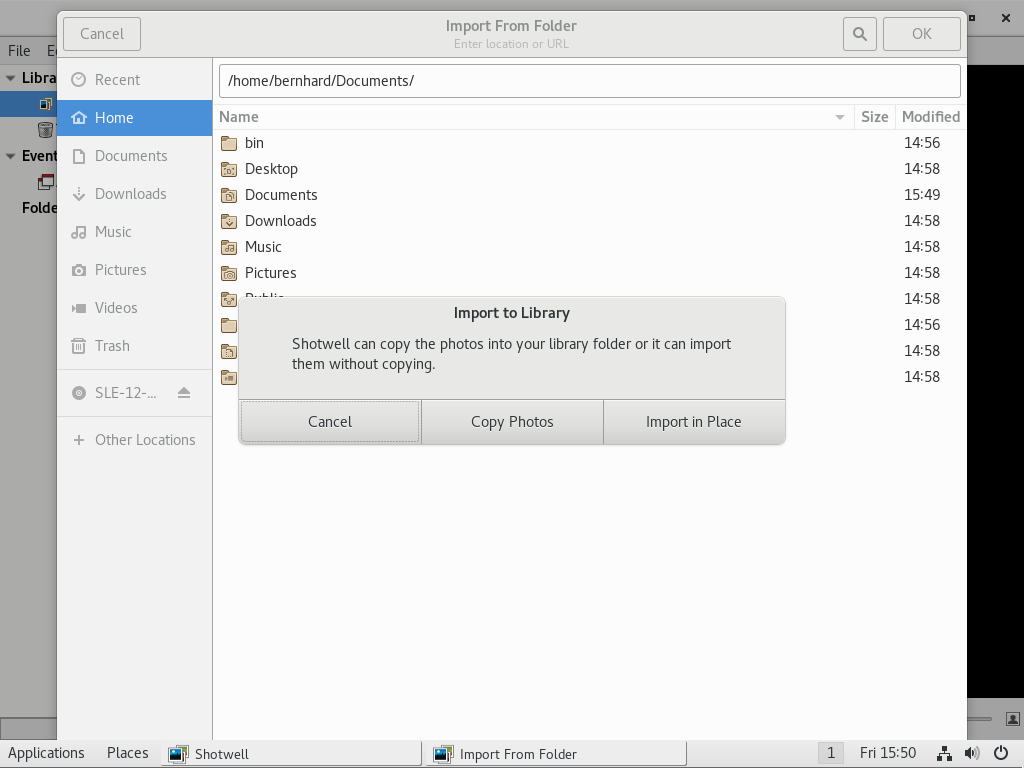 Cancel
Import From Folder
Enter location or URL
OK
File
Libra
Event
Folde
Recent
Home
Documents
Downloads
Music
Pictures
Videos
Trash
SLE-12-...
Other Locations
/home/bernhard/Documents/
Name Size Modified
bin 14:56
Desktop 14:58
Documents 15:49
Downloads 14:58
Music 14:58
Pictures 14:58
Public 14:58
14:56
14:58
14:58
Import to Library
Shotwell can copy the photos into your library folder or it can import
them without copying.
Cancel
Copy Photos
Import in Place
Applications
Places
Shotwell
Import From Folder
1
Fri 15:50